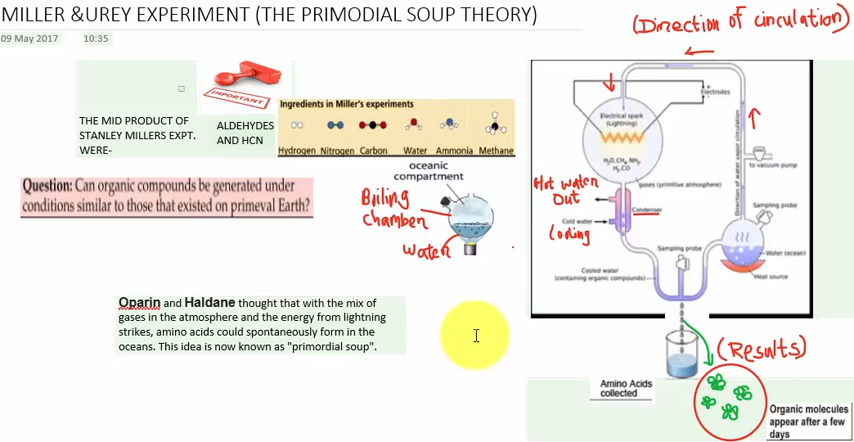 MILLER &UREY EXPERIMENT (THE PRIMODIAL SOUP THEORY)
09 May 2017 10:35
(Direction of circulation)
IMPORTANT
THE MID PRODUCT OF
STANLEY MILLERS EXPT.
WERE-
ALDEHYDES
AND HCN
Ingredients in Miller's experiments
Hydrogen Nitrogen Carbon Water Ammonia Methane
oceanic
compartment
Boiling
chamber
Water
Question: Can organic compounds be generated under
conditions similar to those that existed on primeval Earth?
Oparin and Haldane thought that with the mix of
gases in the atmosphere and the energy from lightning
strikes, amino acids could spontaneously form in the
oceans. This idea is now known as "primordial soup".
+
-
Electrodes
Electrical spark
(Lightning)
H₂O,CH₄, NH₃,
H₂,CO
gases (primitive atmosphere)
Direction of water vapor circulation
to vacuum pump
Hot water
Out
Condenser
Cold water
Sampling probe
Sampling probe
Water (ocean)
Heat source
Cooled water
(containing organic compounds)
(Results)
Amino Acids
collected
Organic molecules
appear after a few
days